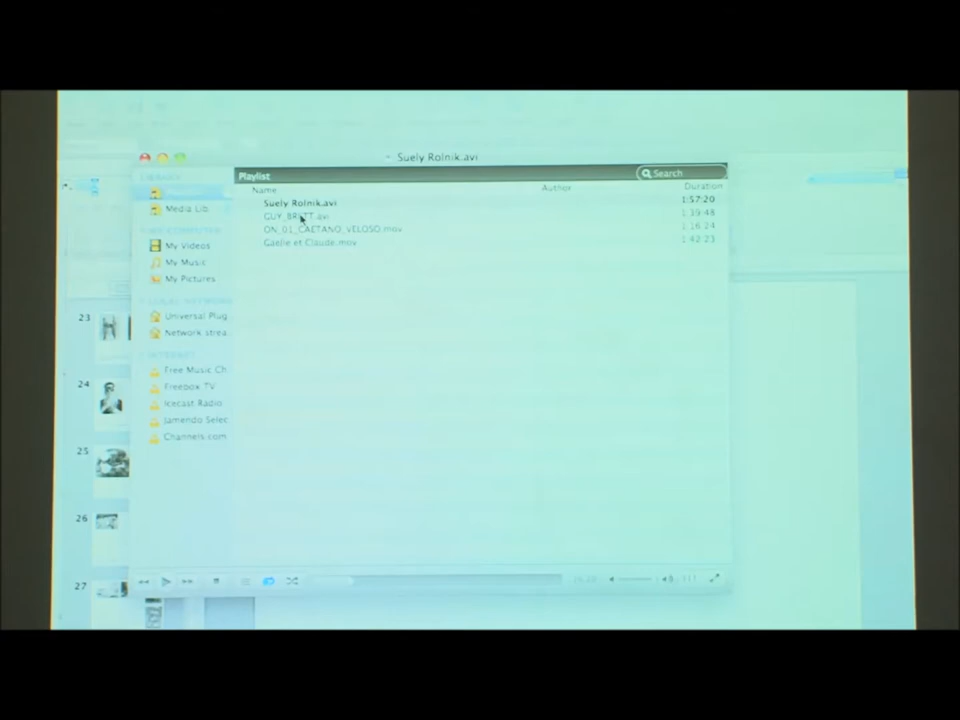 Suely Rolnik.avi
Playlist
Search
Name
Author
Duration
Suely Rolnik.avi
1:57:20
GUY_BRETT.avi
1:39:48
ON_01_CAETANO_VELOSO.mov
1:16:24
Gaelle et Claude.mov
1:42:23
Media Lib
My Videos
My Music
My Pictures
Universal Plug
Network strea
INTERNET
Free Music Ch
Freebox TV
Icecast Radio
Jamendo Selec
Channels.com
23
24
25
26
27